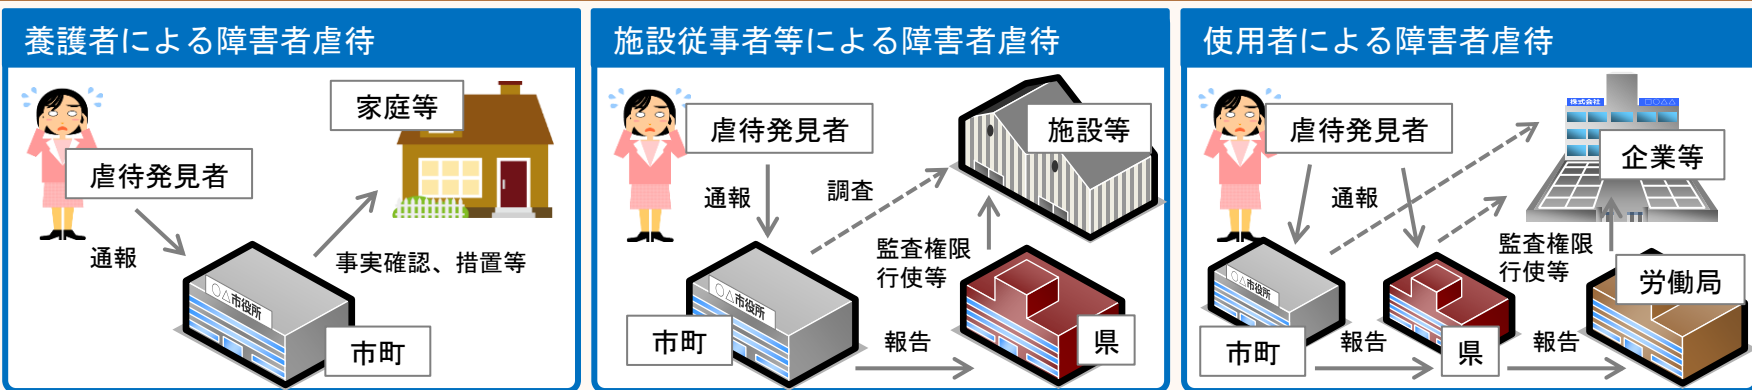 養護者による障害者虐待
家庭等
虐待発見者
通報
事実確認、措置等
○△市役所
市町
施設従事者等による障害者虐待
虐待発見者
施設等
通報
調査
監査権限
行使等
○△市役所
市町
報告
県
使用者による障害者虐待
虐待発見者
株式会社 □○△△
企業等
通報
監査権限
行使等
○△市役所
労働局
市町
報告
県
報告